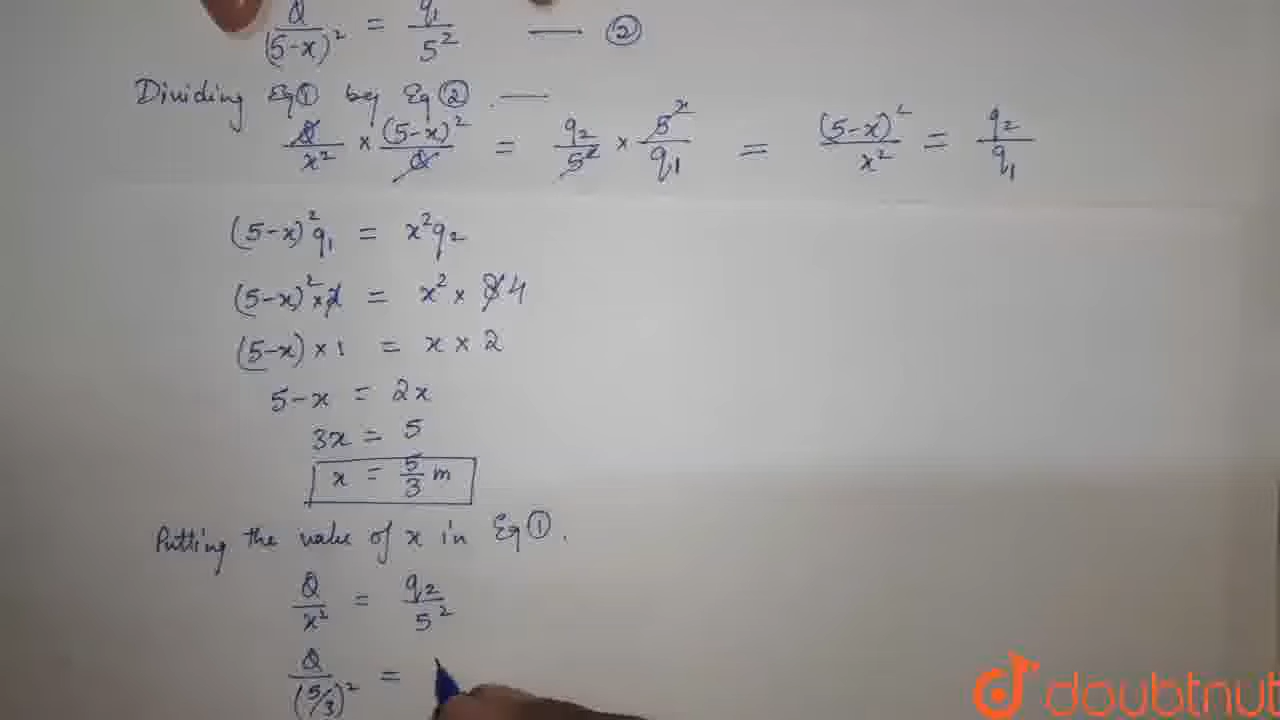 Q/(5-x)² = q₁/5² — ②
Dividing Eq① by Eq② . —
Q/x² × (5-x)²/Q = q₂/5² × 5²/q₁ = (5-x)²/x² = q₂/q₁
(5-x)² q₁ = x² q₂
(5-x)² × 2 = x² × 8 4
(5-x) × 1 = x × 2
5-x = 2x
3x = 5
x = 5/3 m
Putting the value of x in Eq①.
Q/x² = q₂/5²
Q/(5/3)² =
doubtnut